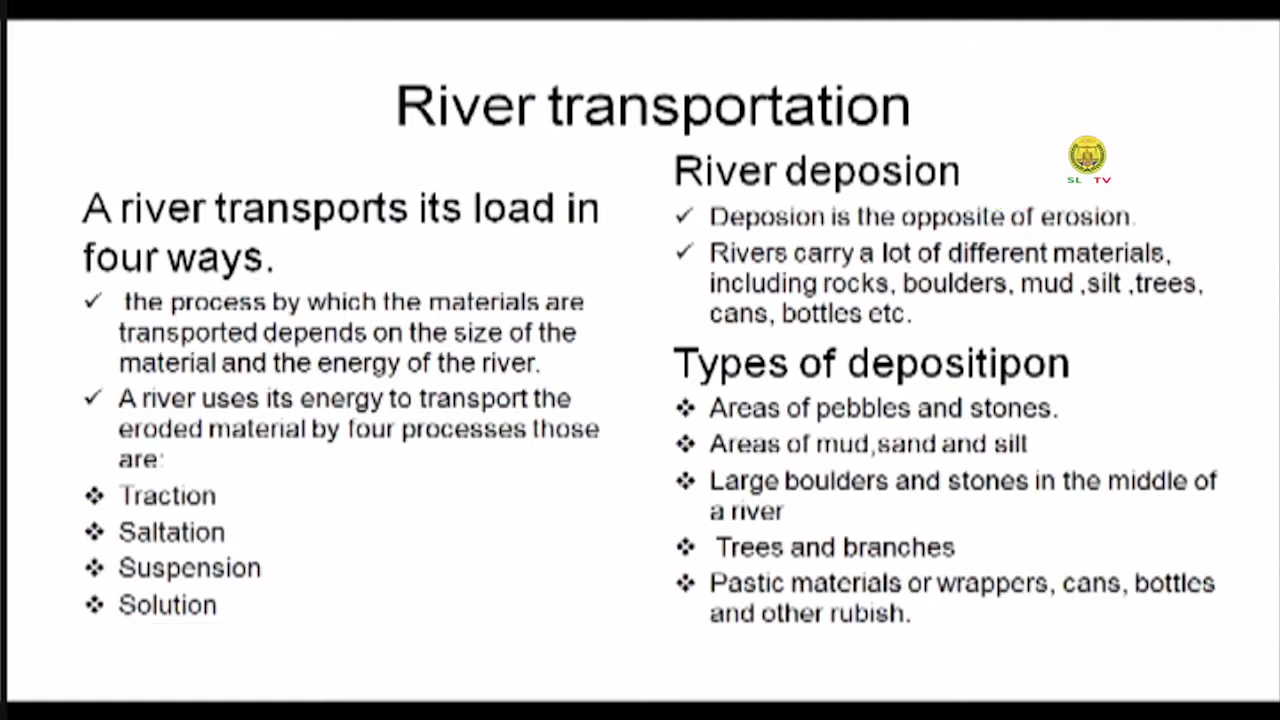 River transportation
A river transports its load in
four ways.
✓ the process by which the materials are
transported depends on the size of the
material and the energy of the river.
✓ A river uses its energy to transport the
eroded material by four processes those
are:
❖ Traction
❖ Saltation
❖ Suspension
❖ Solution
River deposion
✓ Deposion is the opposite of erosion.
✓ Rivers carry a lot of different materials,
including rocks, boulders, mud ,silt ,trees,
cans, bottles etc.
Types of depositipon
❖ Areas of pebbles and stones.
❖ Areas of mud,sand and silt
❖ Large boulders and stones in the middle of
a river
❖ Trees and branches
❖ Pastic materials or wrappers, cans, bottles
and other rubish.
SL TV